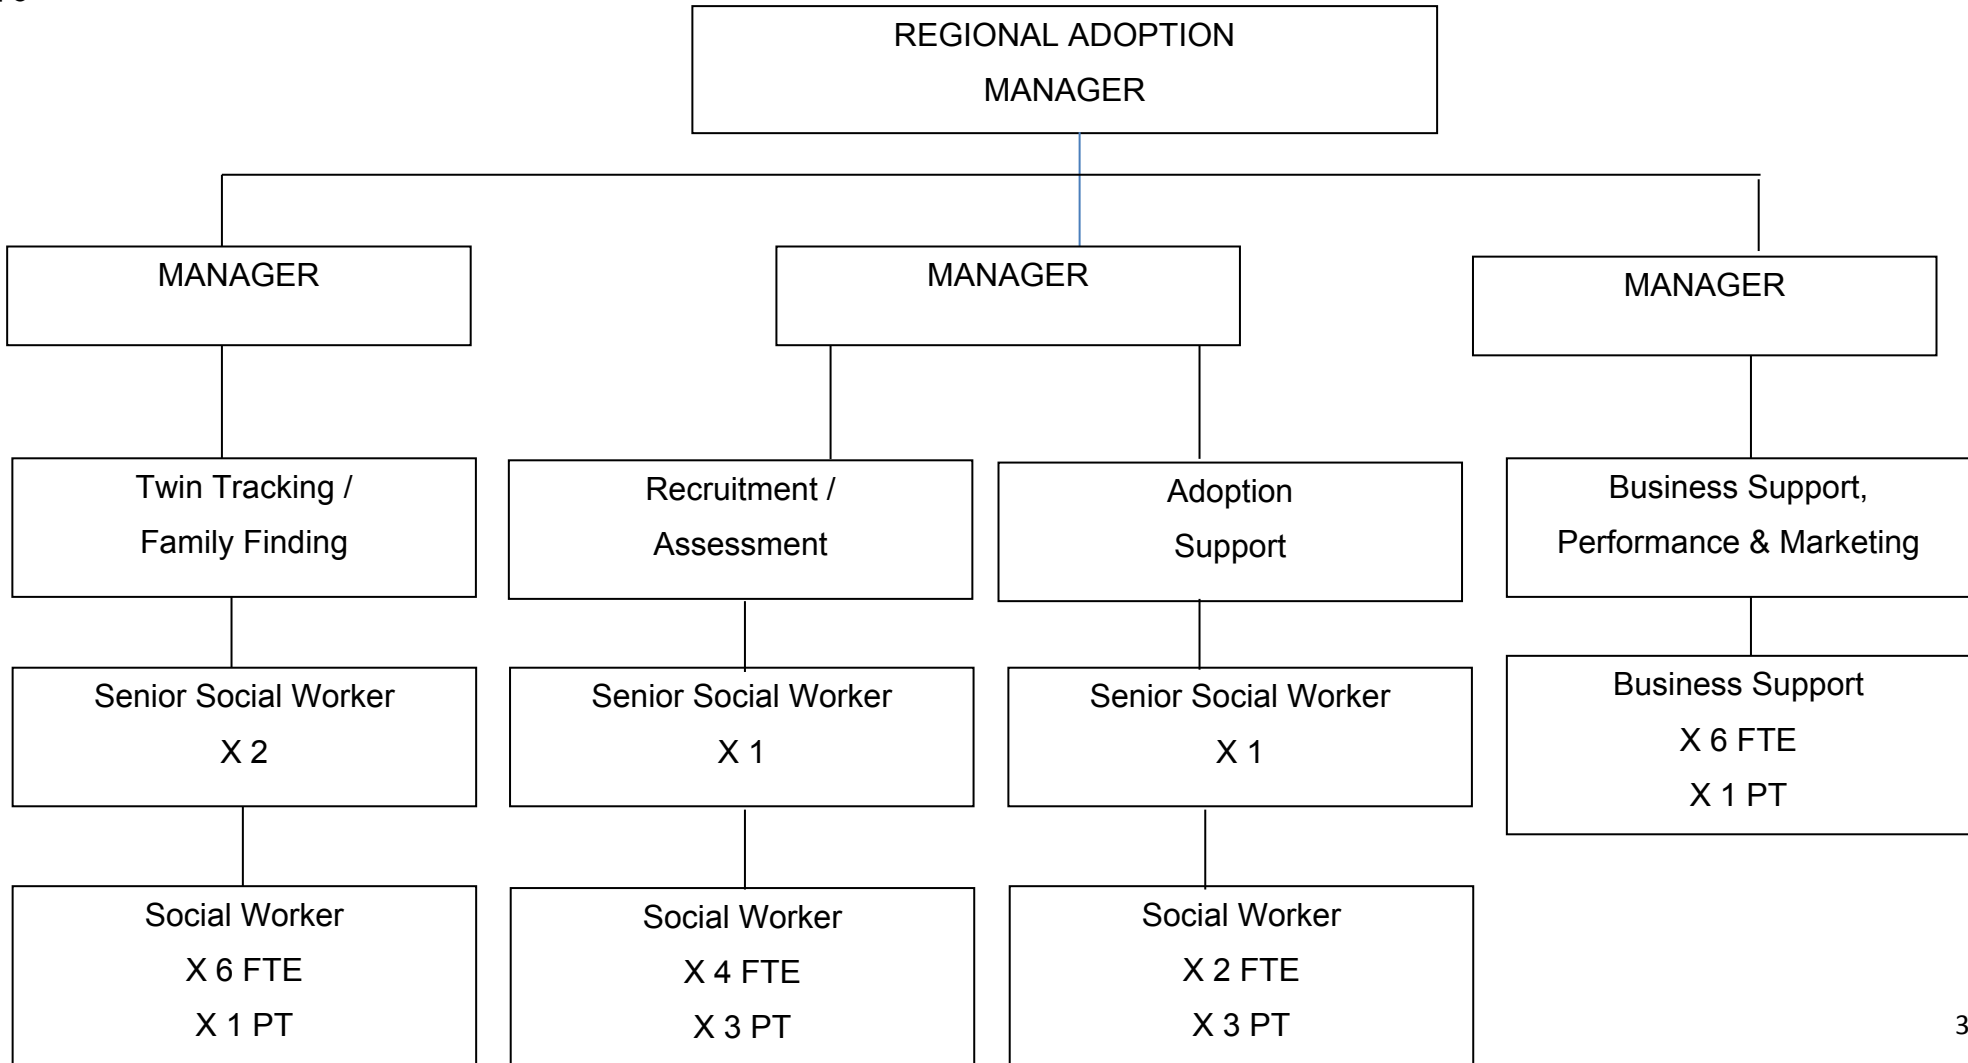 REGIONAL ADOPTION
MANAGER
MANAGER
MANAGER
MANAGER
Twin Tracking /
Family Finding
Recruitment /
Assessment
Adoption
Support
Business Support,
Performance & Marketing
Senior Social Worker
X 2
Senior Social Worker
X 1
Senior Social Worker
X 1
Business Support
X 6 FTE
X 1 PT
Social Worker
X 6 FTE
X 1 PT
Social Worker
X 4 FTE
X 3 PT
Social Worker
X 2 FTE
X 3 PT
3